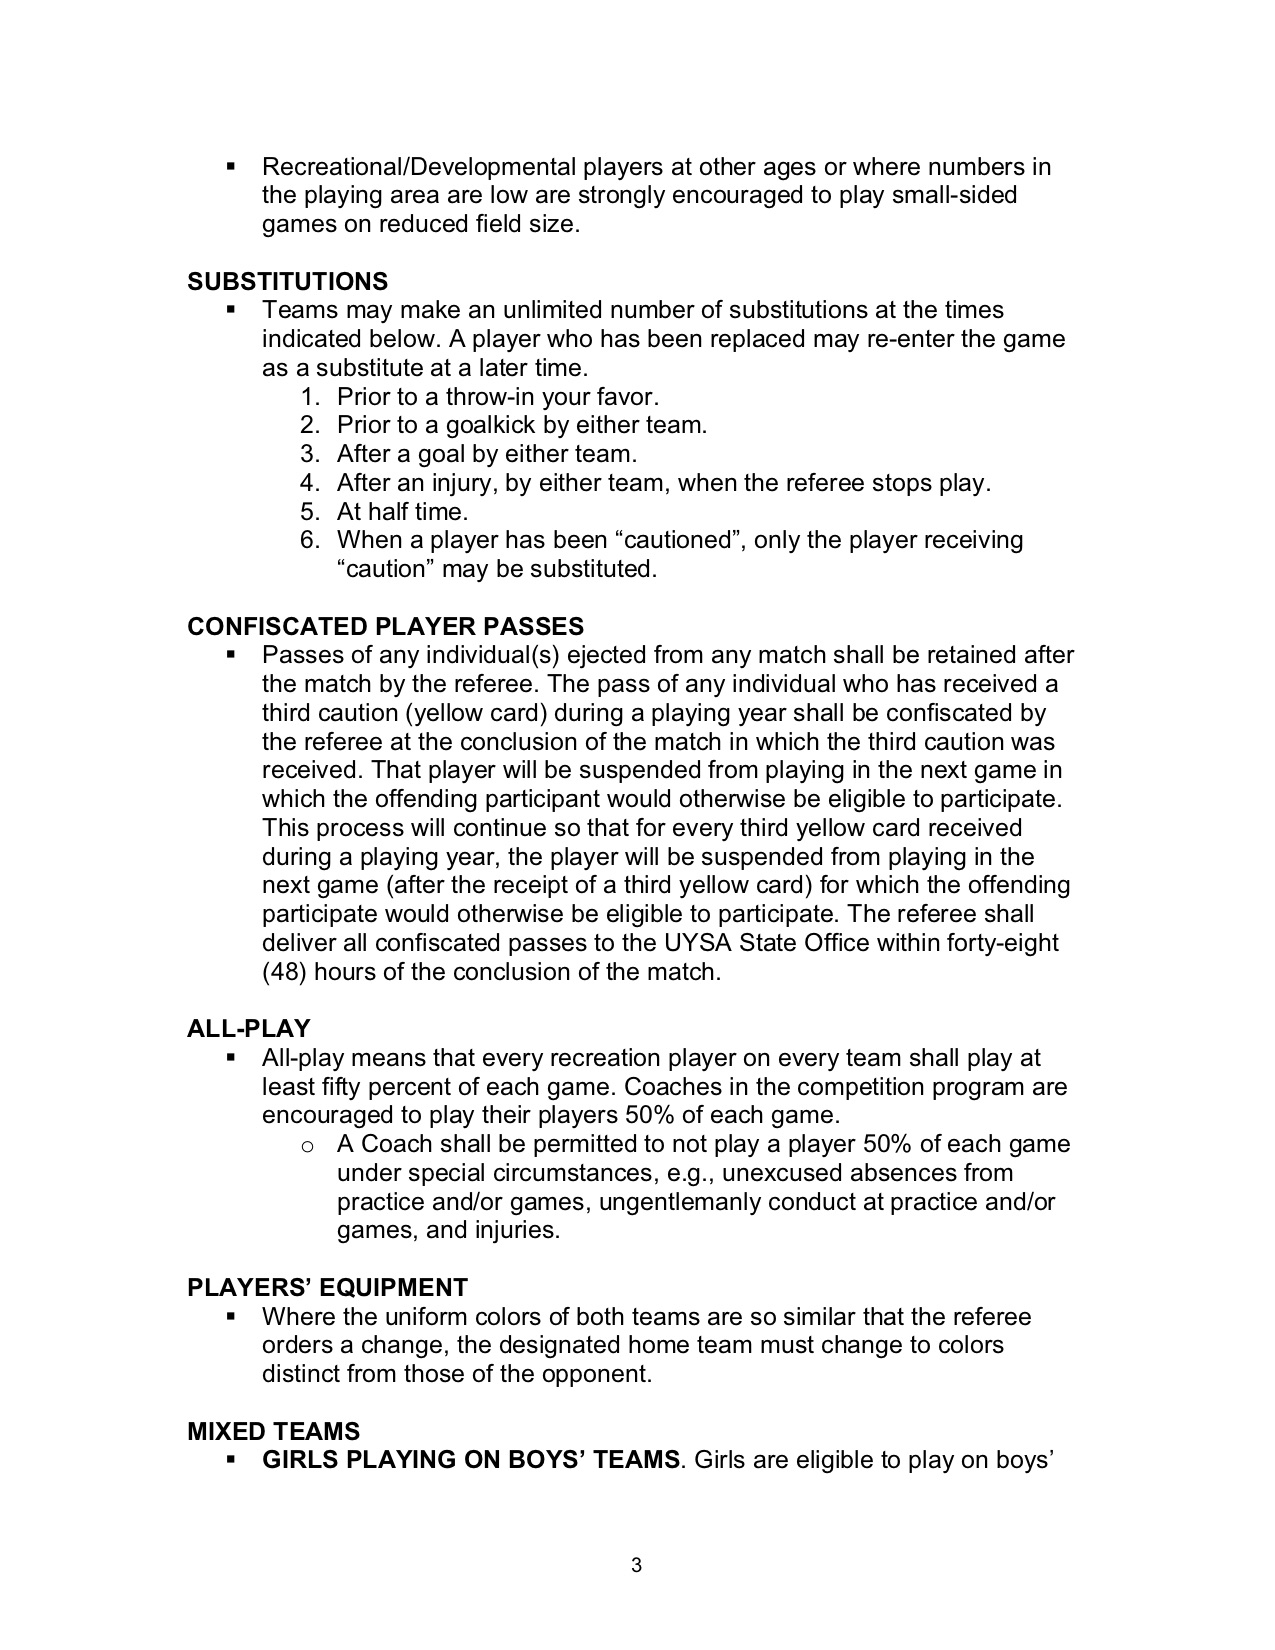 ▪ Recreational/Developmental players at other ages or where numbers in
the playing area are low are strongly encouraged to play small-sided
games on reduced field size.
SUBSTITUTIONS
▪ Teams may make an unlimited number of substitutions at the times
indicated below. A player who has been replaced may re-enter the game
as a substitute at a later time.
1. Prior to a throw-in your favor.
2. Prior to a goalkick by either team.
3. After a goal by either team.
4. After an injury, by either team, when the referee stops play.
5. At half time.
6. When a player has been “cautioned”, only the player receiving
“caution” may be substituted.
CONFISCATED PLAYER PASSES
▪ Passes of any individual(s) ejected from any match shall be retained after
the match by the referee. The pass of any individual who has received a
third caution (yellow card) during a playing year shall be confiscated by
the referee at the conclusion of the match in which the third caution was
received. That player will be suspended from playing in the next game in
which the offending participant would otherwise be eligible to participate.
This process will continue so that for every third yellow card received
during a playing year, the player will be suspended from playing in the
next game (after the receipt of a third yellow card) for which the offending
participate would otherwise be eligible to participate. The referee shall
deliver all confiscated passes to the UYSA State Office within forty-eight
(48) hours of the conclusion of the match.
ALL-PLAY
▪ All-play means that every recreation player on every team shall play at
least fifty percent of each game. Coaches in the competition program are
encouraged to play their players 50% of each game.
o A Coach shall be permitted to not play a player 50% of each game
under special circumstances, e.g., unexcused absences from
practice and/or games, ungentlemanly conduct at practice and/or
games, and injuries.
PLAYERS’ EQUIPMENT
▪ Where the uniform colors of both teams are so similar that the referee
orders a change, the designated home team must change to colors
distinct from those of the opponent.
MIXED TEAMS
▪ GIRLS PLAYING ON BOYS’ TEAMS. Girls are eligible to play on boys’
3